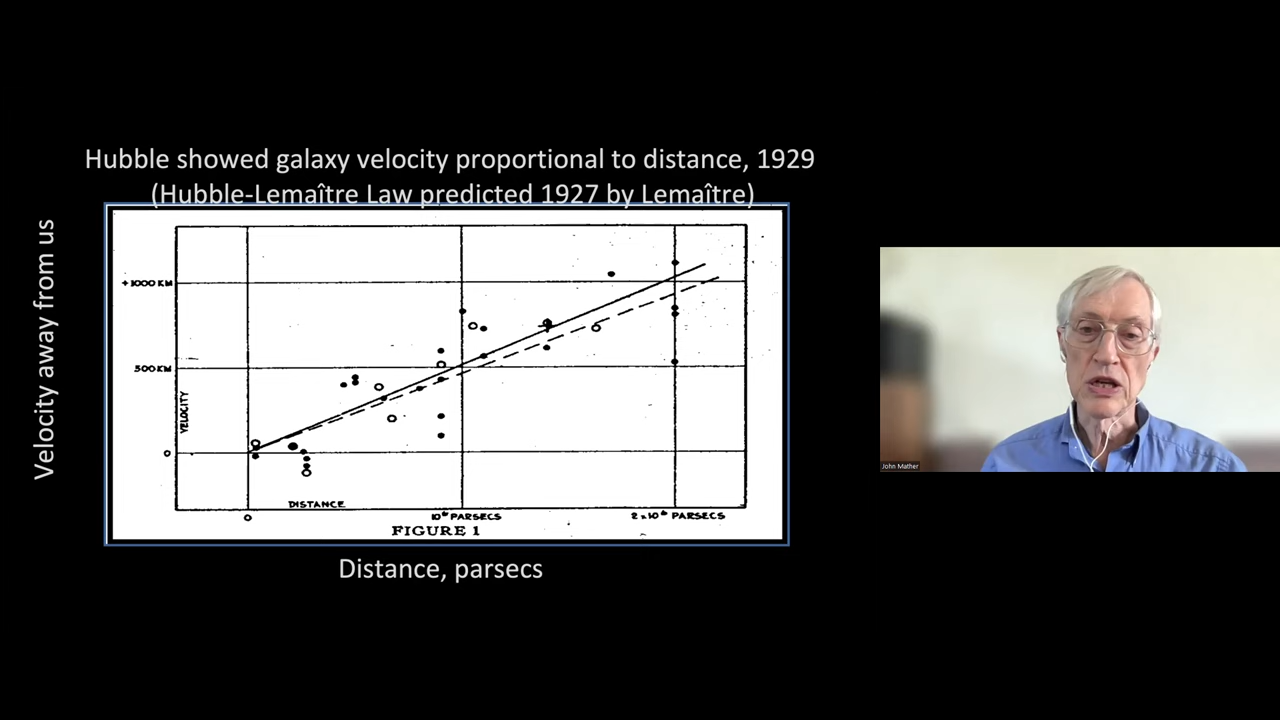 Hubble showed galaxy velocity proportional to distance, 1929
(Hubble-Lemaître Law predicted 1927 by Lemaître)
Velocity away from us
+1000 KM
500 KM
0
VELOCITY
DISTANCE
0
10⁶ PARSECS
2 x 10⁶ PARSECS
FIGURE 1
Distance, parsecs
John Mather